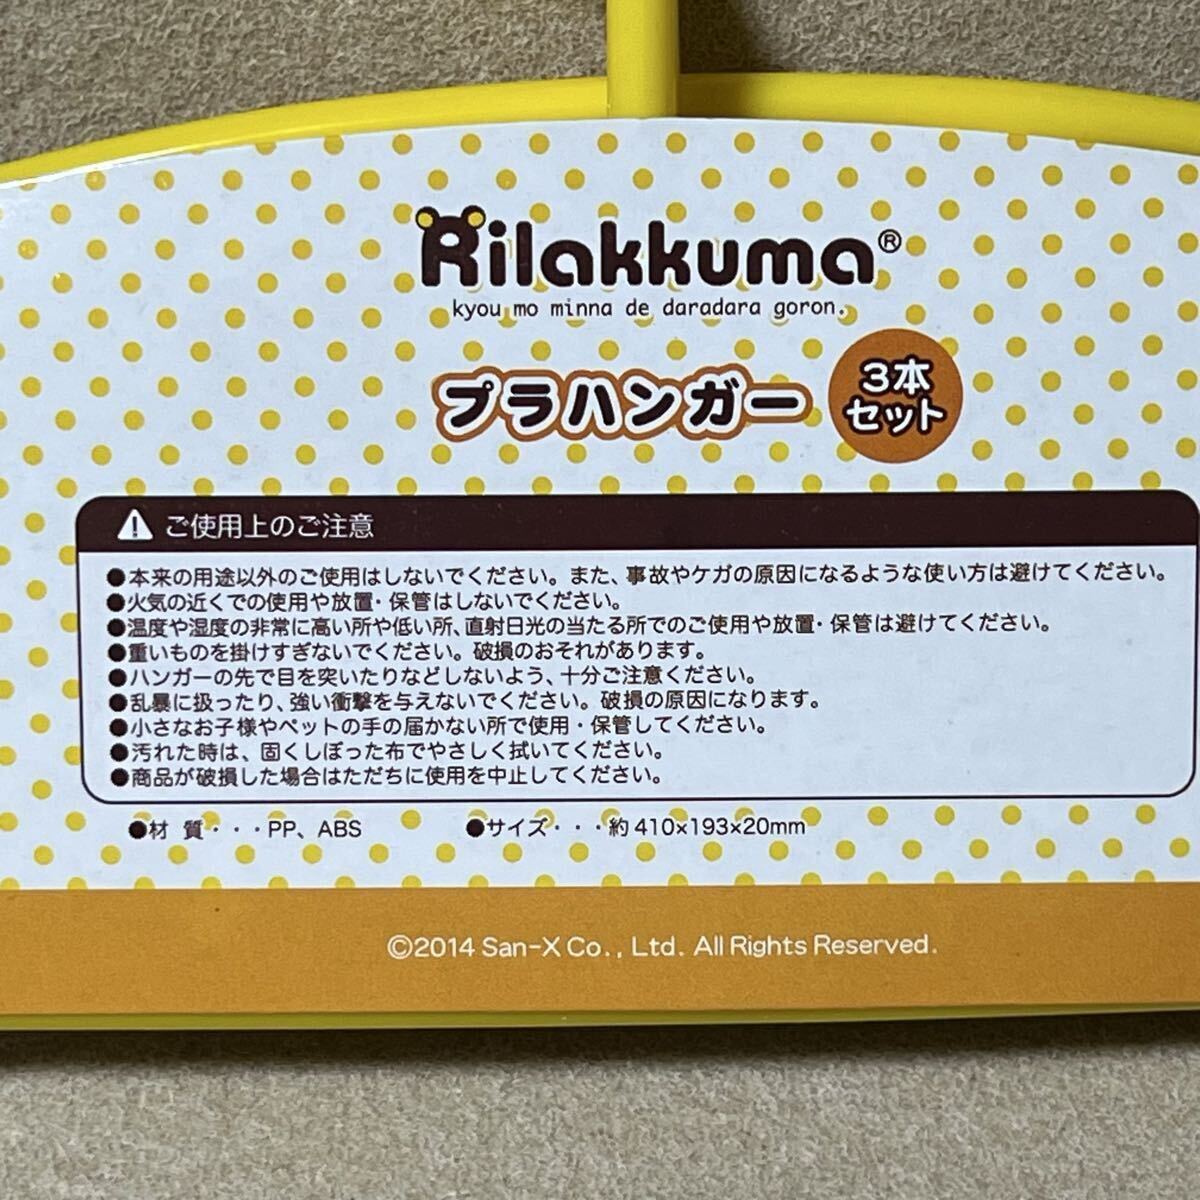 Rilakkuma®
kyou mo minna de daradara goron.
プラハンガー
3本
セット
ご使用上のご注意
●本来の用途以外のご使用はしないでください。また、事故やケガの原因になるような使い方は避けてください。
●火気の近くでの使用や放置・保管はしないでください。
●温度や湿度の非常に高い所や低い所、直射日光の当たる所でのご使用や放置・保管は避けてください。
●重いものを掛けすぎないでください。破損のおそれがあります。
●ハンガーの先で目を突いたりなどしないよう、十分ご注意ください。
●乱暴に扱ったり、強い衝撃を与えないでください。破損の原因になります。
●小さなお子様やペットの手の届かない所で使用・保管してください。
●汚れた時は、固くしぼった布でやさしく拭いてください。
●商品が破損した場合はただちに使用を中止してください。
●材 質・・・PP、ABS ●サイズ・・・約410×193×20mm
©2014 San-X Co., Ltd. All Rights Reserved.